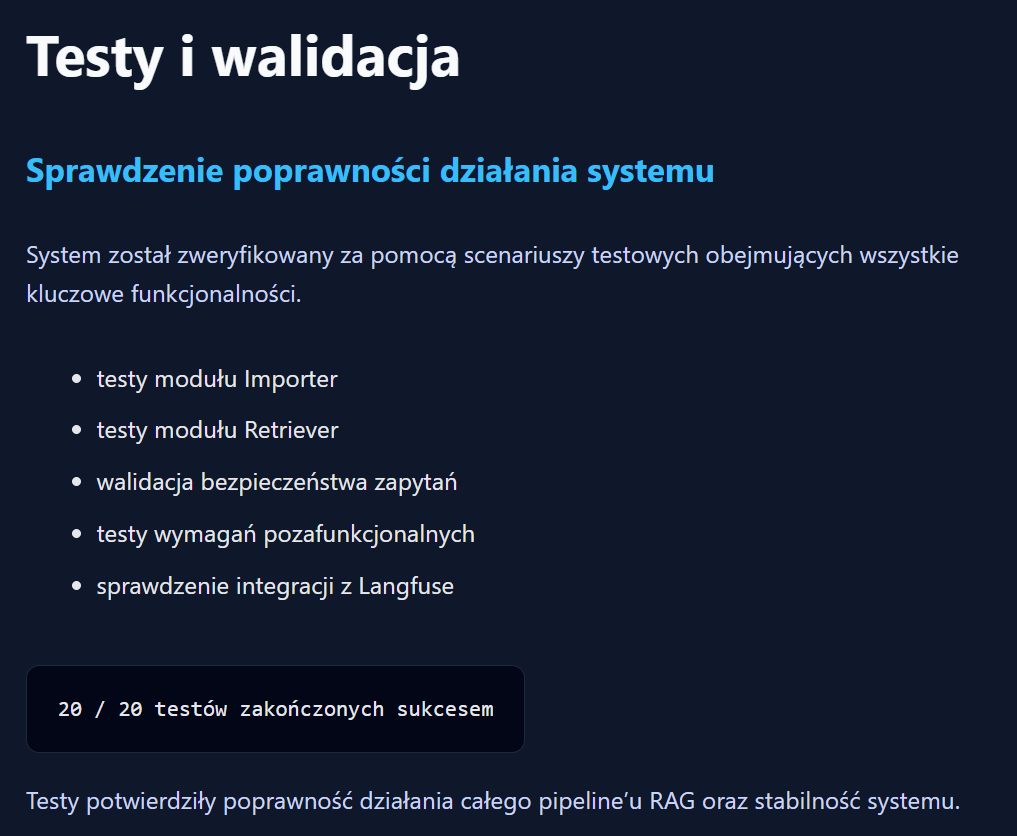 Testy i walidacja
Sprawdzenie poprawności działania systemu
System został zweryfikowany za pomocą scenariuszy testowych obejmujących wszystkie
kluczowe funkcjonalności.
• testy modułu Importer
• testy modułu Retriever
• walidacja bezpieczeństwa zapytań
• testy wymagań pozafunkcjonalnych
• sprawdzenie integracji z Langfuse
20 / 20 testów zakończonych sukcesem
Testy potwierdziły poprawność działania całego pipeline’u RAG oraz stabilność systemu.